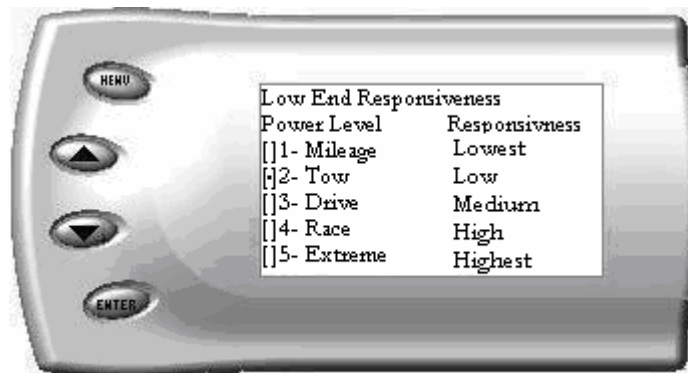 MENU
Low End Responsiveness
Power Level Responsivness
[]1- Mileage Lowest
[•]2- Tow Low
[]3- Drive Medium
[]4- Race High
[]5- Extreme Highest
ENTER